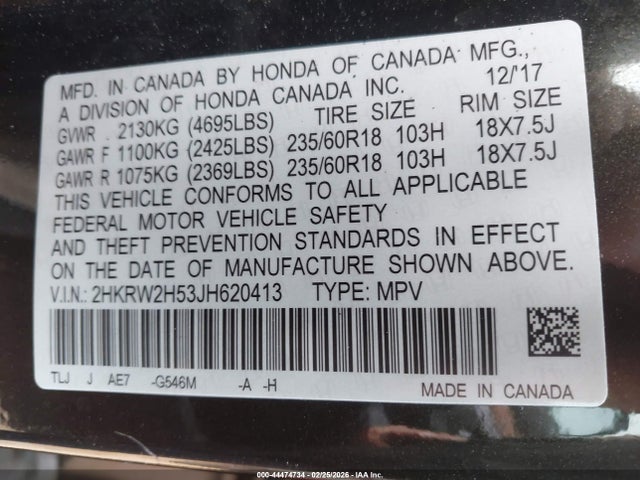 MFD. IN CANADA BY HONDA OF CANADA MFG.,
A DIVISION OF HONDA CANADA INC. 12/'17
GVWR 2130KG (4695LBS) TIRE SIZE RIM SIZE
GAWR F 1100KG (2425LBS) 235/60R18 103H 18X7.5J
GAWR R 1075KG (2369LBS) 235/60R18 103H 18X7.5J
THIS VEHICLE CONFORMS TO ALL APPLICABLE
FEDERAL MOTOR VEHICLE SAFETY
AND THEFT PREVENTION STANDARDS IN EFFECT
ON THE DATE OF MANUFACTURE SHOWN ABOVE.
V.I.N.: 2HKRW2H53JH620413 TYPE: MPV
TLJ J AE7 -G546M -A -H
MADE IN CANADA
000-44474734 - 02/25/2026 - IAA Inc.